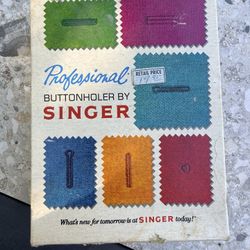 Professional
RETAIL PRICE
BUTTONHOLER BY
SINGER
What's new for tomorrow is at SINGER today!